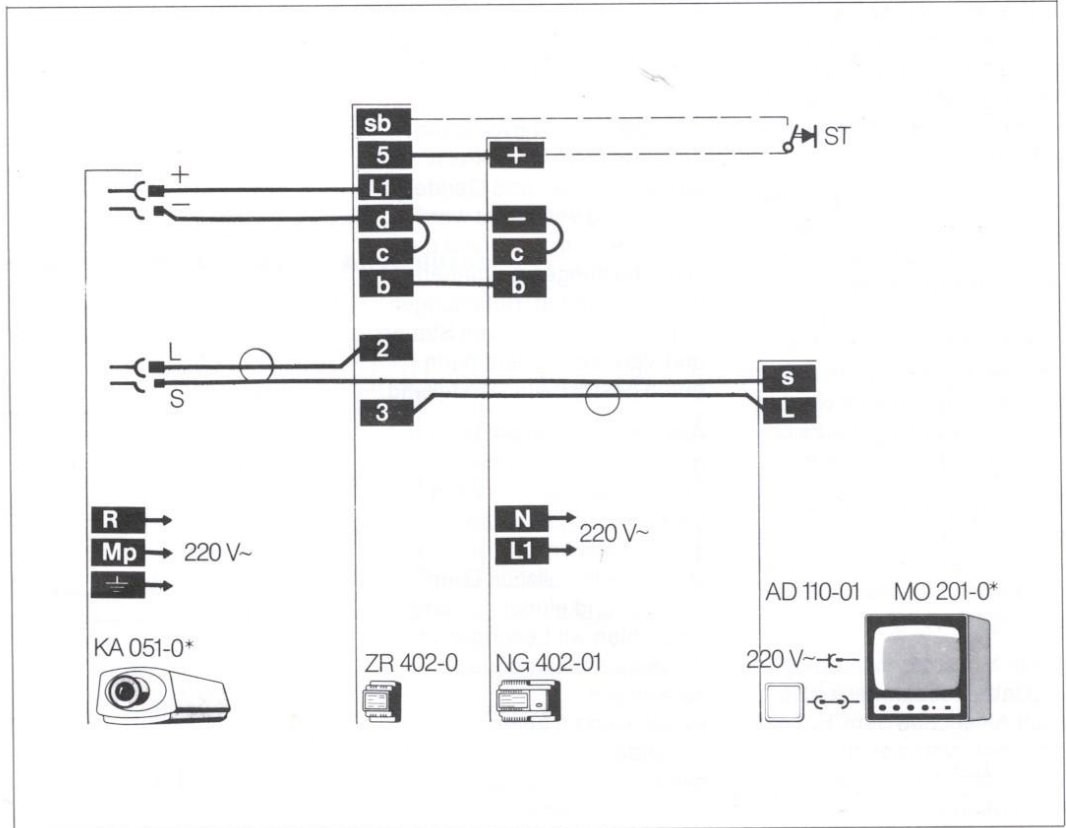 sb
ST
5 +
+ L1
− d −
c c
b b
L 2
S s
3 L
R N
220 V~
Mp 220 V~ L1
AD 110-01 MO 201-0*
KA 051-0* ZR 402-0 NG 402-01 220 V~